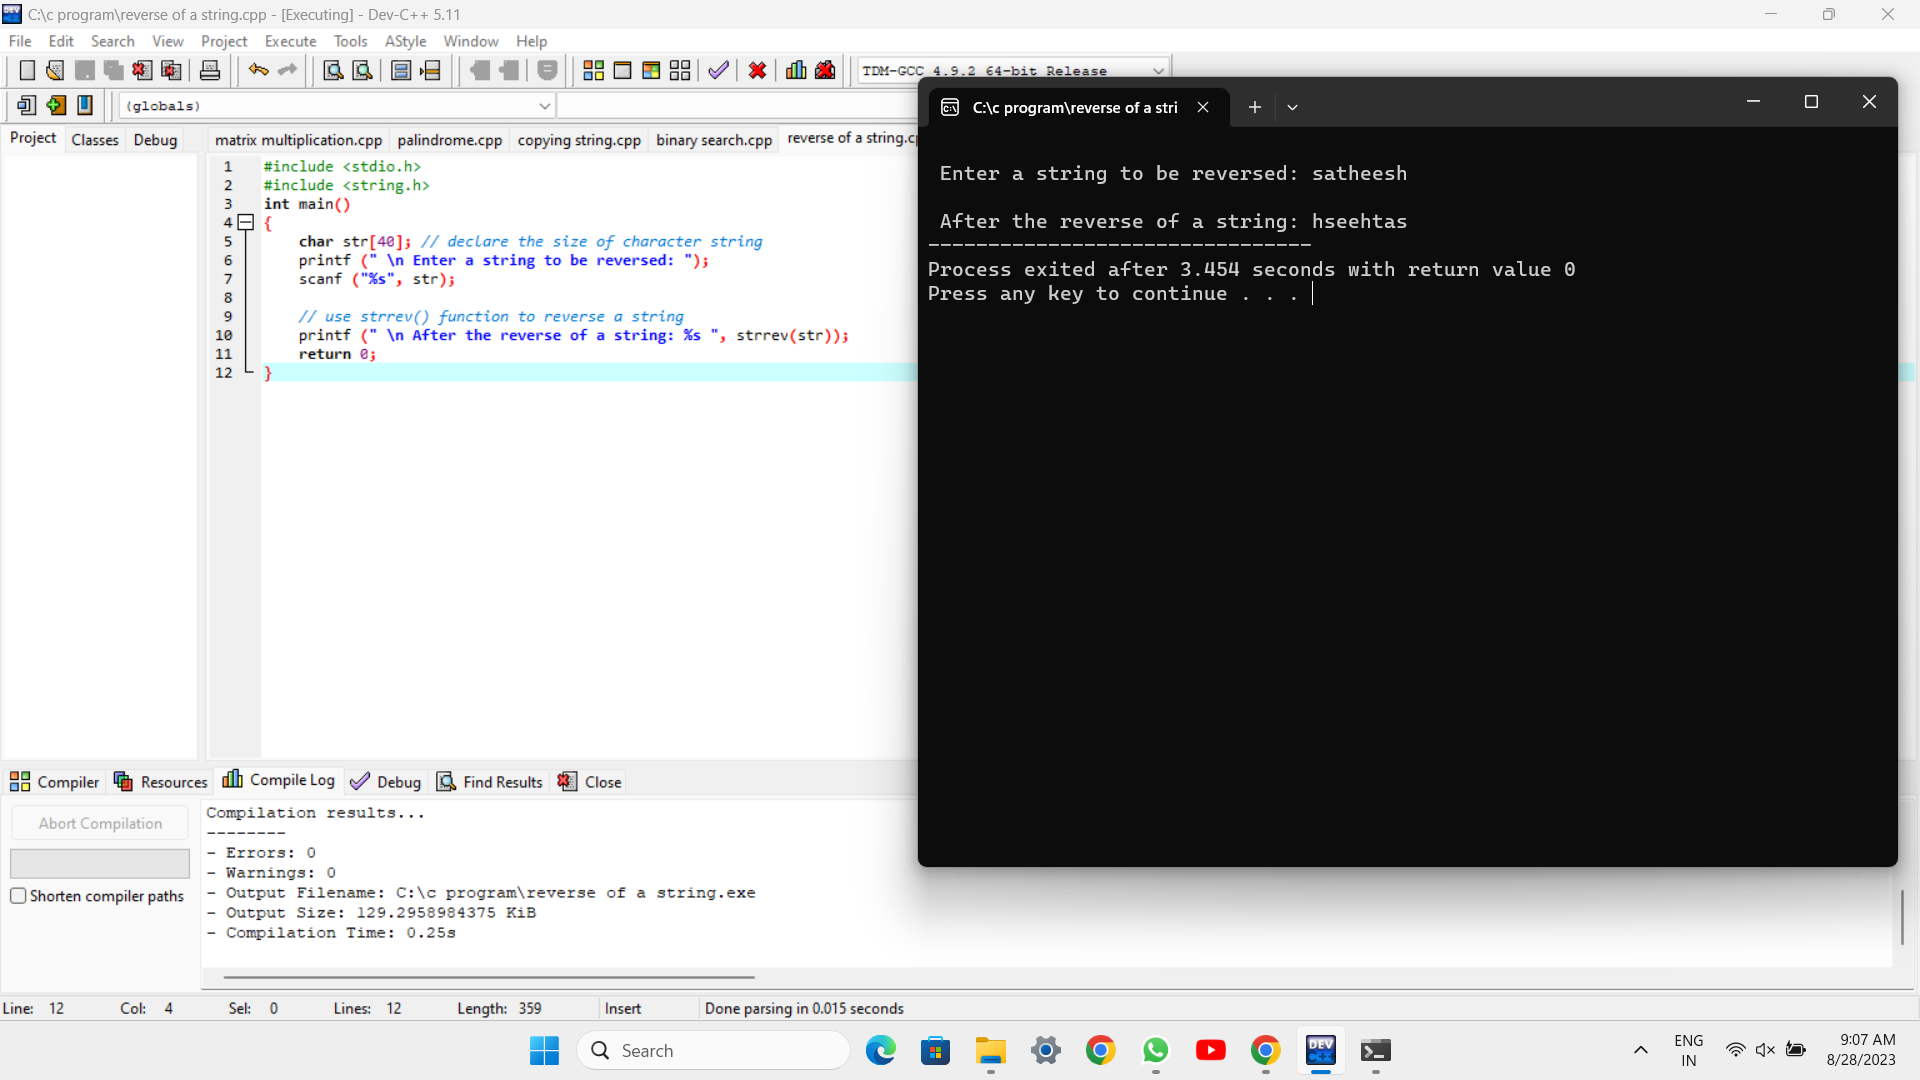 C:\c program\reverse of a string.cpp - [Executing] - Dev-C++ 5.11
File Edit Search View Project Execute Tools AStyle Window Help
TDM-GCC 4.9.2 64-bit Release
(globals)
Project Classes Debug
matrix multiplication.cpp palindrome.cpp copying string.cpp binary search.cpp reverse of a string.cp
1 #include <stdio.h>
2 #include <string.h>
3 int main()
4 {
5 char str[40]; // declare the size of character string
6 printf (" \n Enter a string to be reversed: ");
7 scanf ("%s", str);
8
9 // use strrev() function to reverse a string
10 printf (" \n After the reverse of a string: %s ", strrev(str));
11 return 0;
12 }
C:\c program\reverse of a stri
Enter a string to be reversed: satheesh
After the reverse of a string: hseehtas
--------------------------------
Process exited after 3.454 seconds with return value 0
Press any key to continue . . .
Compiler Resources Compile Log Debug Find Results Close
Abort Compilation
Shorten compiler paths
Compilation results...
--------
- Errors: 0
- Warnings: 0
- Output Filename: C:\c program\reverse of a string.exe
- Output Size: 129.2958984375 KiB
- Compilation Time: 0.25s
Line: 12 Col: 4 Sel: 0 Lines: 12 Length: 359 Insert Done parsing in 0.015 seconds
Search
DEV
ENG
IN
9:07 AM
8/28/2023